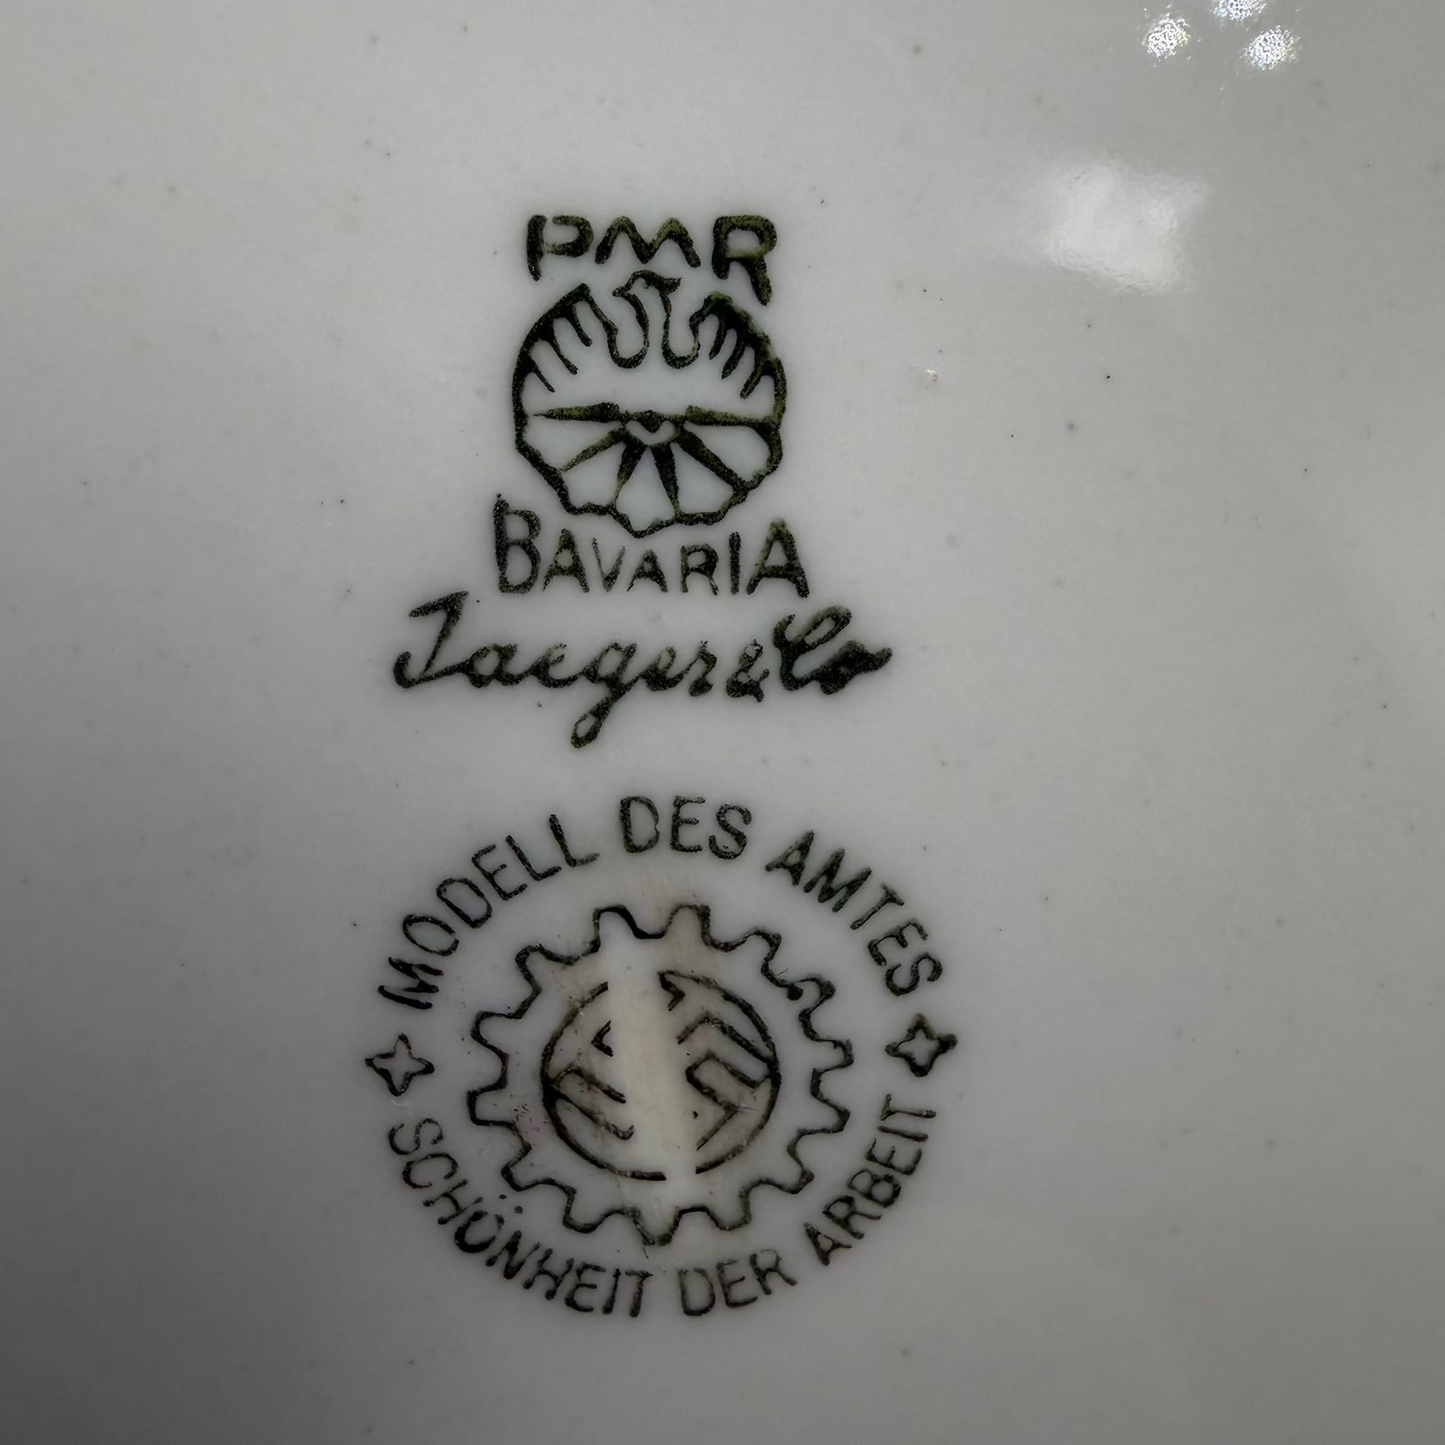 PMR
BAVARIA
Jaeger & Co
MODELL DES AMTES
SCHÖNHEIT DER ARBEIT